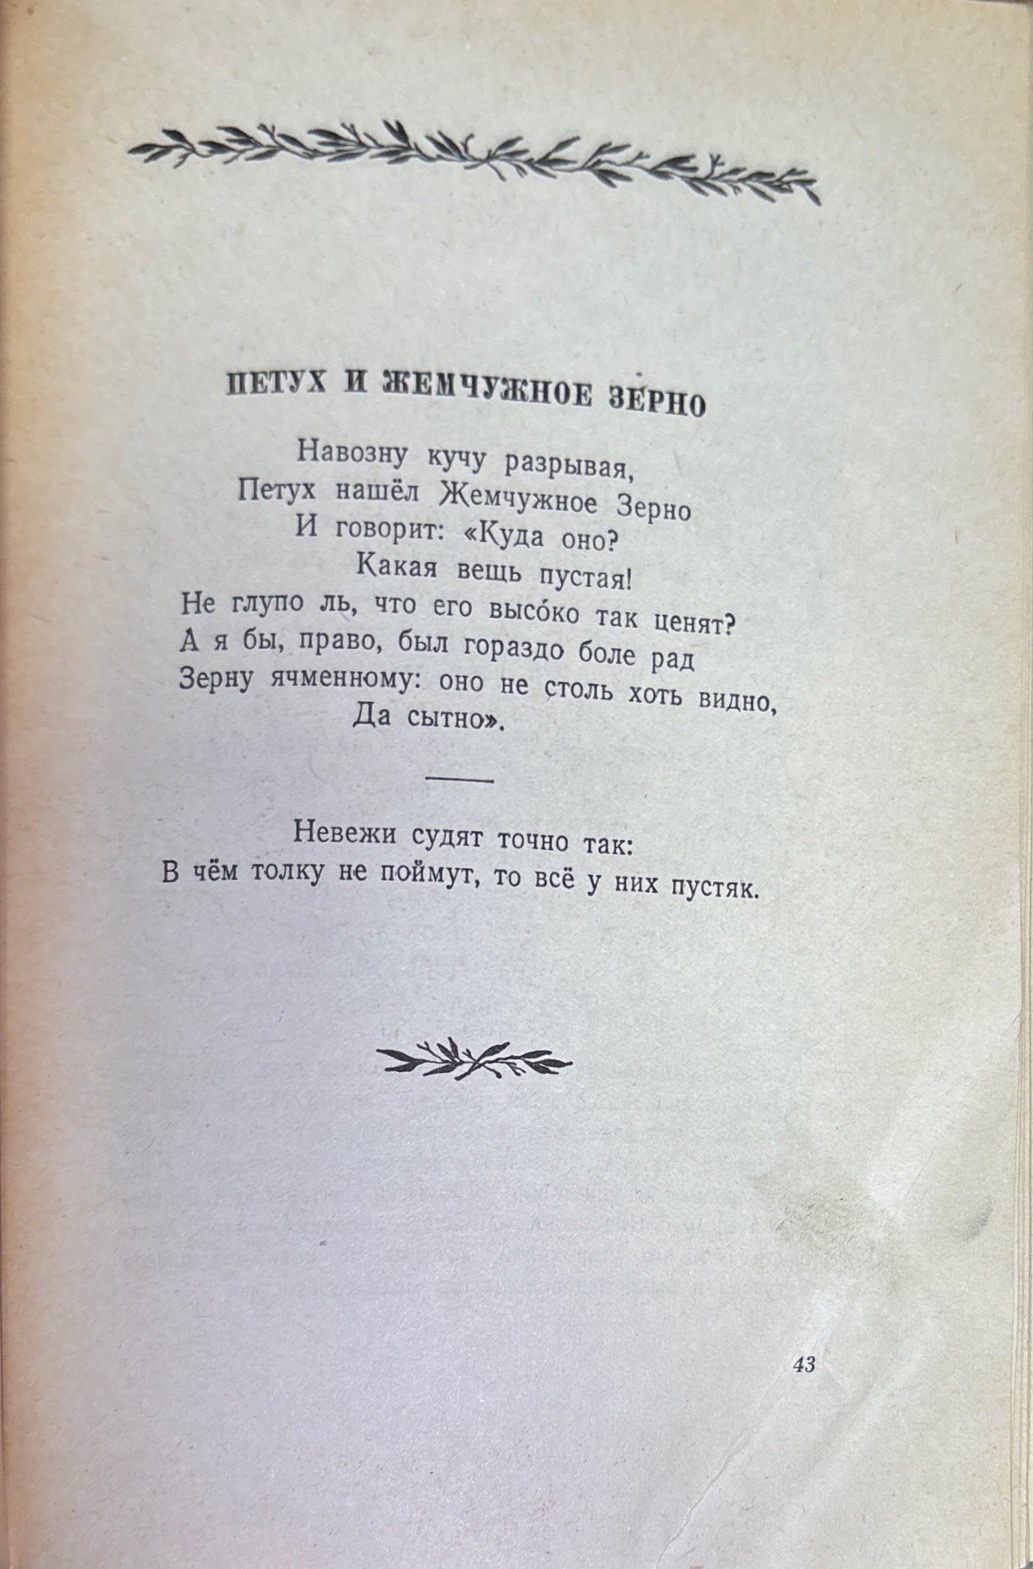 ПЕТУХ И ЖЕМЧУЖНОЕ ЗЕРНО
Навозну кучу разрывая,
Петух нашёл Жемчужное Зерно
И говорит: «Куда оно?
Какая вещь пустая!
Не глупо ль, что его высóко так ценят?
А я бы, право, был гораздо боле рад
Зерну ячменному: оно не столь хоть видно,
Да сытно».
Невежи судят точно так:
В чём толку не поймут, то всё у них пустяк.
43